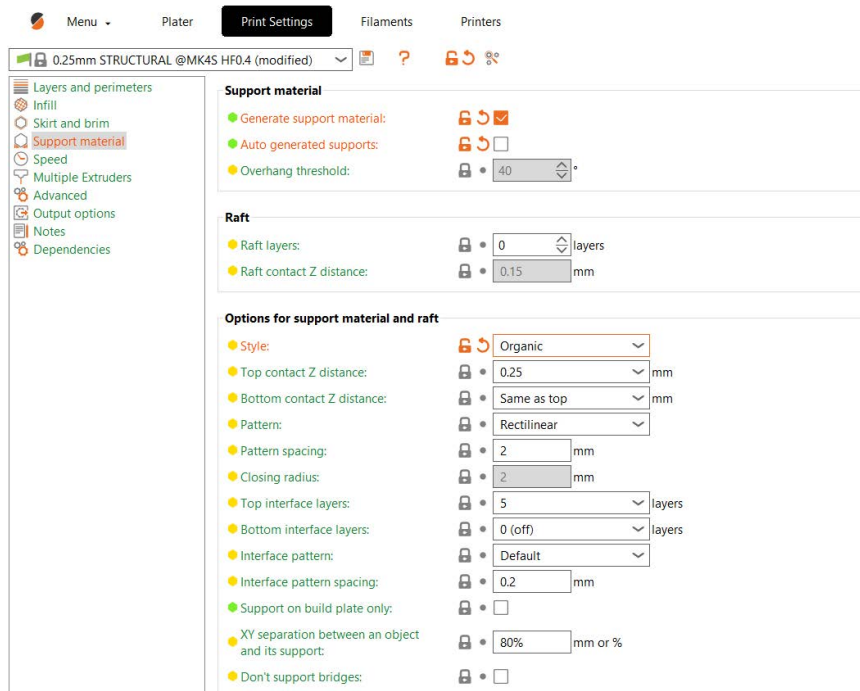 Menu
Plater
Print Settings
Filaments
Printers
0.25mm STRUCTURAL @MK4S HF0.4 (modified)
?
Layers and perimeters
Infill
Skirt and brim
Support material
Speed
Multiple Extruders
Advanced
Output options
Notes
Dependencies
Support material
Generate support material:
Auto generated supports:
Overhang threshold: 40 °
Raft
Raft layers: 0 layers
Raft contact Z distance: 0.15 mm
Options for support material and raft
Style: Organic
Top contact Z distance: 0.25 mm
Bottom contact Z distance: Same as top mm
Pattern: Rectilinear
Pattern spacing: 2 mm
Closing radius: 2 mm
Top interface layers: 5 layers
Bottom interface layers: 0 (off) layers
Interface pattern: Default
Interface pattern spacing: 0.2 mm
Support on build plate only:
XY separation between an object
and its support: 80% mm or %
Don't support bridges: